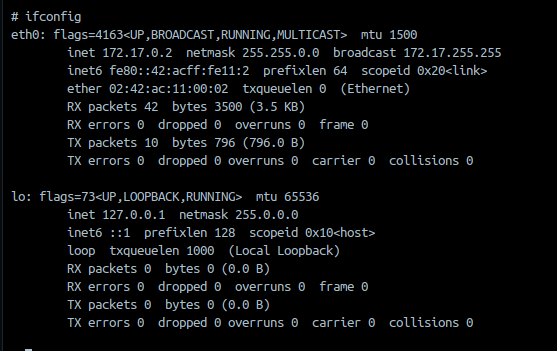 # ifconfig
eth0: flags=4163<UP,BROADCAST,RUNNING,MULTICAST>  mtu 1500
        inet 172.17.0.2  netmask 255.255.0.0  broadcast 172.17.255.255
        inet6 fe80::42:acff:fe11:2  prefixlen 64  scopeid 0x20<link>
        ether 02:42:ac:11:00:02  txqueuelen 0  (Ethernet)
        RX packets 42  bytes 3500 (3.5 KB)
        RX errors 0  dropped 0  overruns 0  frame 0
        TX packets 10  bytes 796 (796.0 B)
        TX errors 0  dropped 0 overruns 0  carrier 0  collisions 0

lo: flags=73<UP,LOOPBACK,RUNNING>  mtu 65536
        inet 127.0.0.1  netmask 255.0.0.0
        inet6 ::1  prefixlen 128  scopeid 0x10<host>
        loop  txqueuelen 1000  (Local Loopback)
        RX packets 0  bytes 0 (0.0 B)
        RX errors 0  dropped 0  overruns 0  frame 0
        TX packets 0  bytes 0 (0.0 B)
        TX errors 0  dropped 0 overruns 0  carrier 0  collisions 0